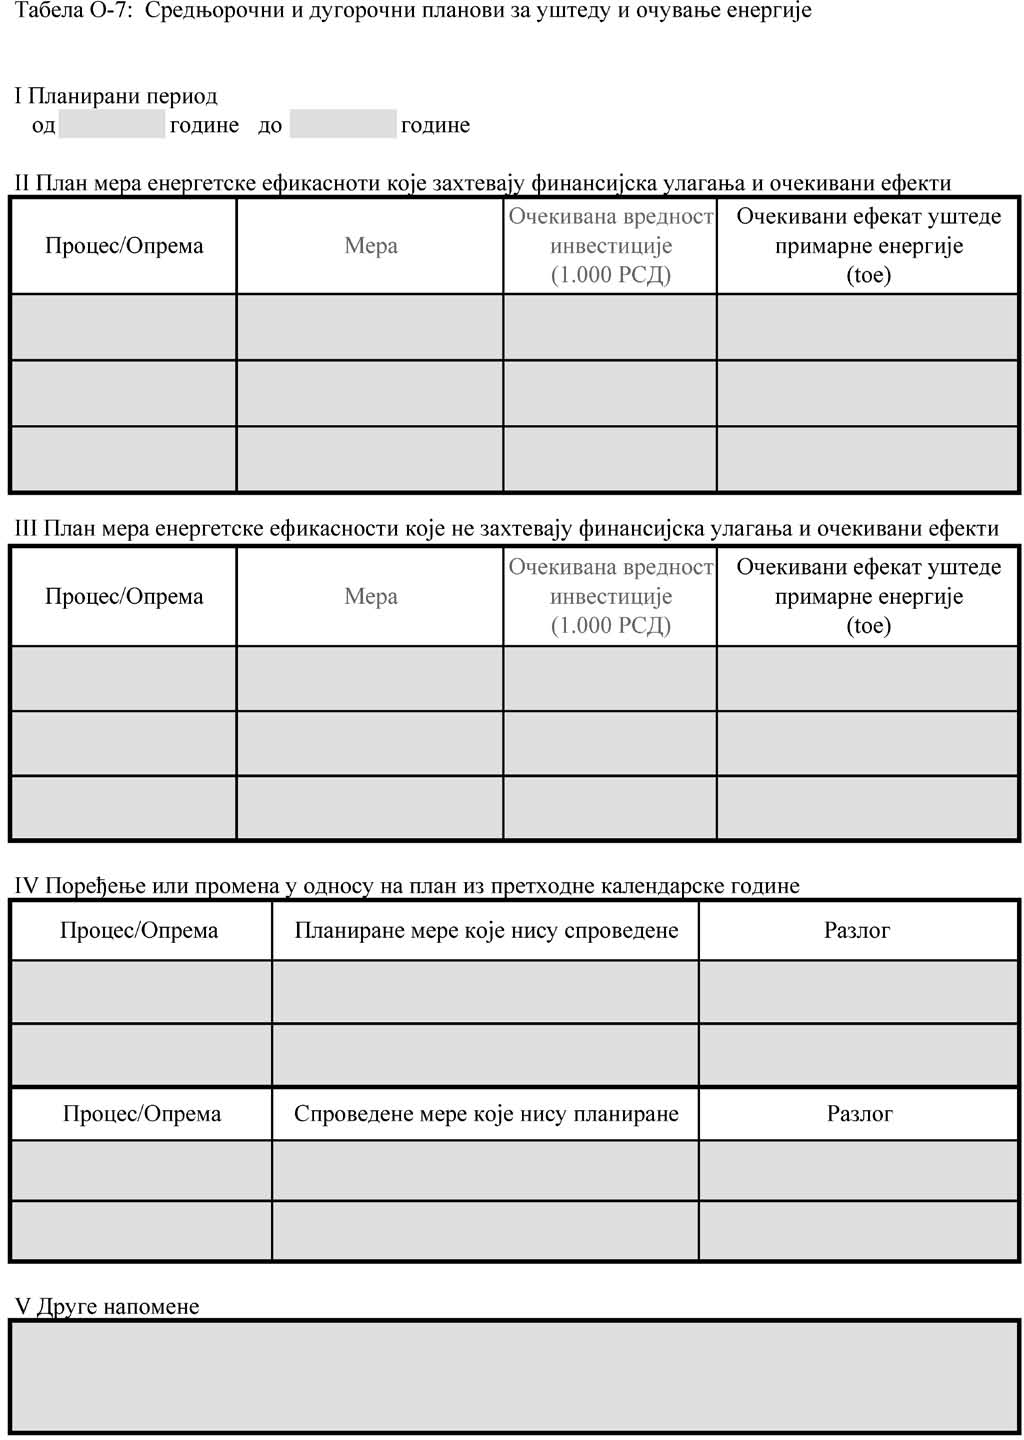 Табела О-7: Средњорочни и дугорочни планови за уштеду и очување енергије
I Планирани период
од године до године
II План мера енергетске ефикасноти које захтевају финансијска улагања и очекивани ефекти
Процес/Опрема
Мера
Очекивана вредност
инвестиције
(1.000 РСД)
Очекивани ефекат уштеде
примарне енергије
(toe)
III План мера енергетске ефикасности које не захтевају финансијска улагања и очекивани ефекти
Процес/Опрема
Мера
Очекивана вредност
инвестиције
(1.000 РСД)
Очекивани ефекат уштеде
примарне енергије
(toe)
IV Поређење или промена у односу на план из претходне календарске године
Процес/Опрема
Планиране мере које нису спроведене
Разлог
Процес/Опрема
Спроведене мере које нису планиране
Разлог
V Друге напомене